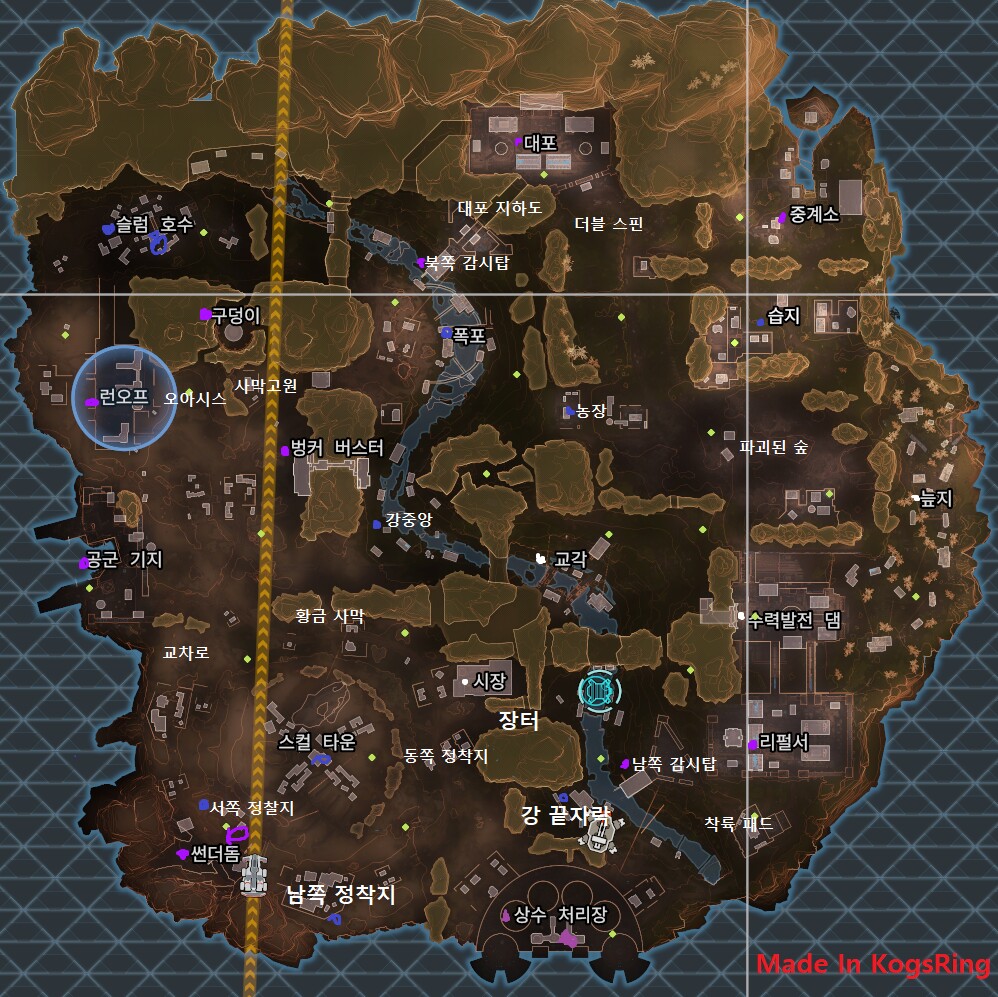 대포
대포 지하도
중계소
슬럼 호수
더블 스핀
북쪽 감시탑
구덩이
습지
폭포
사막고원
런오프
오아시스
농장
벙커 버스터
파괴된 숲
늪지
강중앙
공군 기지
교각
황금 사막
수력발전 댐
교차로
시장
장터
스컬 타운
리펄서
동쪽 정착지
남쪽 감시탑
서쪽 정찰지
강 끝자락
착륙 패드
썬더돔
남쪽 정착지
상수 처리장
Made In KogsRing